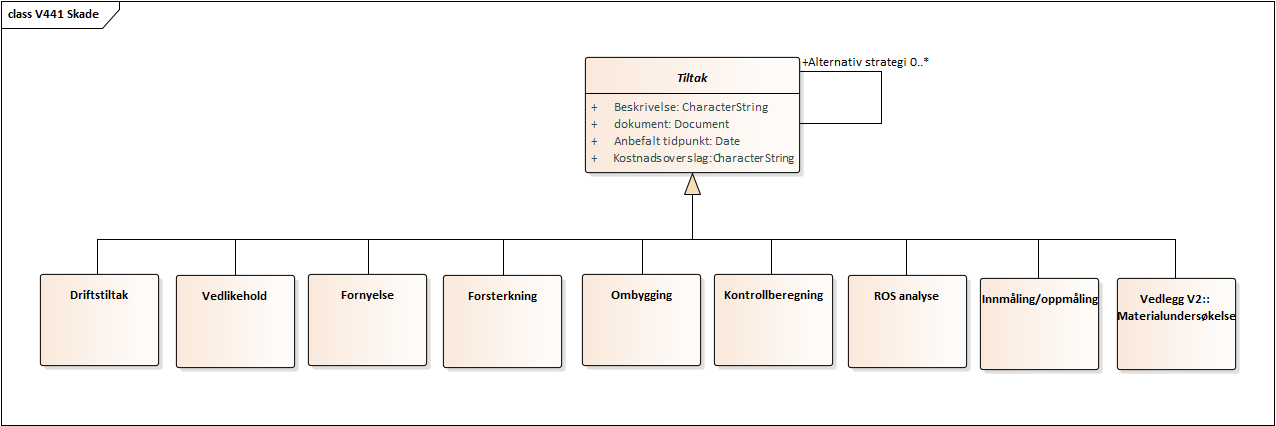 class V441 Skade
+Alternativ strategi 0..*
Tiltak
+ Beskrivelse: CharacterString
+ dokument: Document
+ Anbefalt tidpunkt: Date
+ Kostnadsoverslag:CharacterString
Driftstiltak
Vedlikehold
Fornyelse
Forsterkning
Ombygging
Kontrollberegning
ROS analyse
Innmåling/oppmåling
Vedlegg V2::
Materialundersøkelse